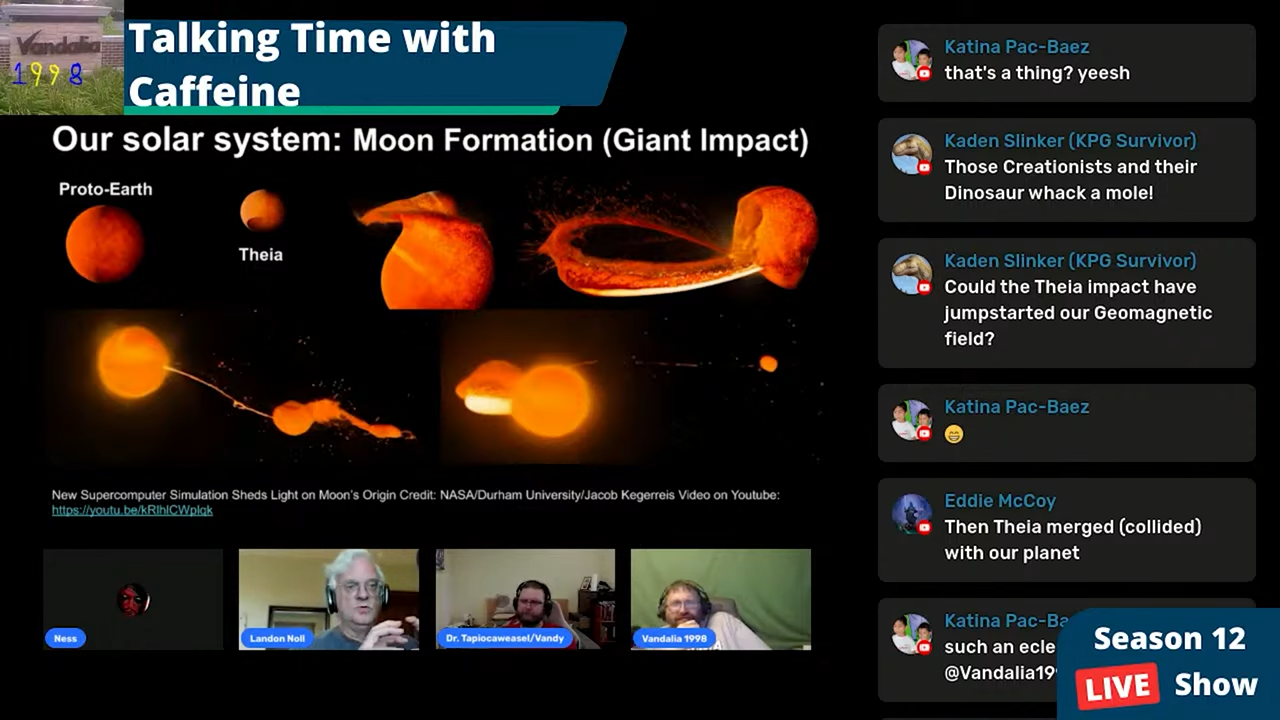 Vandalia
1998
Talking Time with
Caffeine
Our solar system: Moon Formation (Giant Impact)
Proto-Earth
Theia
New Supercomputer Simulation Sheds Light on Moon's Origin Credit: NASA/Durham University/Jacob Kegerreis Video on Youtube:
Ness
Landon Noll
Dr. Tapiocaweasel/Vandy
Vandalia 1998
Katina Pac-Baez
that's a thing? yeesh
Kaden Slinker (KPG Survivor)
Those Creationists and their
Dinosaur whack a mole!
Kaden Slinker (KPG Survivor)
Could the Theia impact have
jumpstarted our Geomagnetic
field?
Katina Pac-Baez
😁
Eddie McCoy
Then Theia merged (collided)
with our planet
Katina Pac-Ba
such an ecle
@Vandalia19
Season 12
LIVE Show